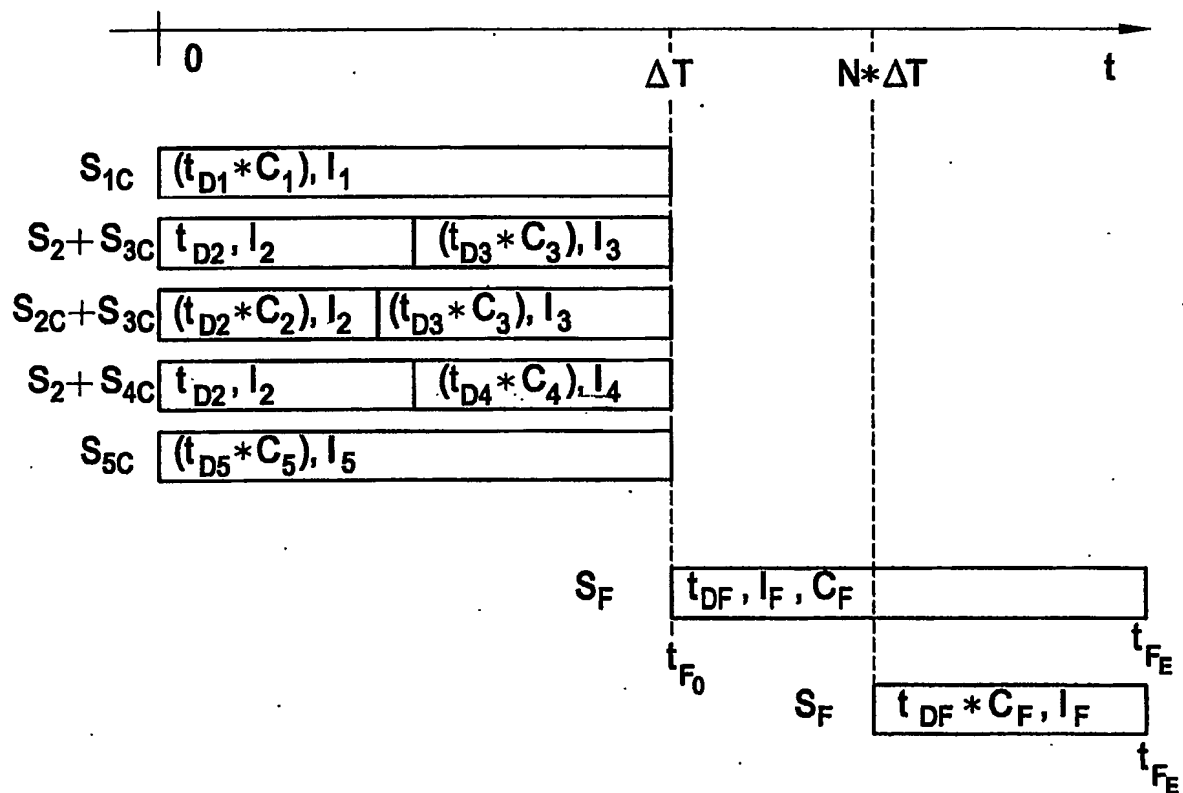 0
ΔT N*ΔT t
S1C (tD1*C1), I1
S2+S3C tD2, I2 (tD3*C3), I3
S2C+S3C (tD2*C2), I2 (tD3*C3), I3
S2+S4C tD2, I2 (tD4*C4), I4
S5C (tD5*C5), I5
SF tDF, IF, CF
tF0 tFE
SF tDF*CF, IF
tFE